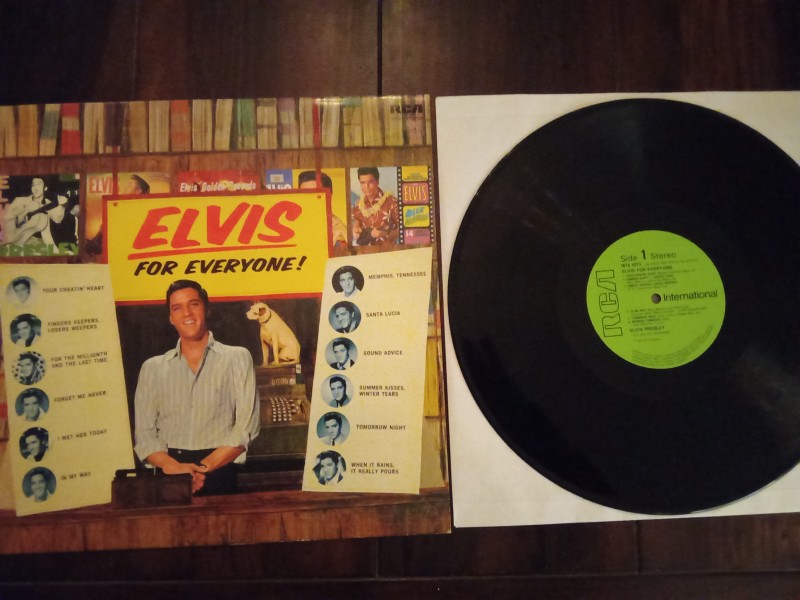 RCA
ELVI
Elvis' Golden Records
ELVIS
14
ELVIS
FOR EVERYONE!
YOUR CHEATIN' HEART
FINDERS KEEPERS,
LOSERS WEEPERS
FOR THE MILLIONTH
AND THE LAST TIME
FORGET ME NEVER
I MET HER TODAY
IN MY WAY
MEMPHIS, TENNESSEE
SANTA LUCIA
SOUND ADVICE
SUMMER KISSES,
WINTER TEARS
TOMORROW NIGHT
WHEN IT RAINS,
IT REALLY POURS
Side 1 Stereo
ELVIS FOR EVERYONE
RCA International
ELVIS PRESLEY